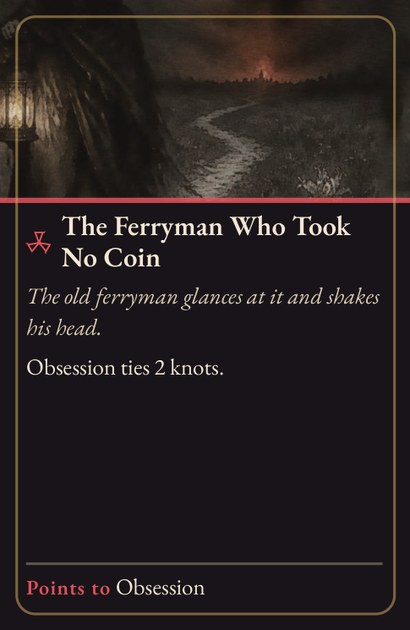 The Ferryman Who Took
No Coin
The old ferryman glances at it and shakes
his head.
Obsession ties 2 knots.
Points to Obsession